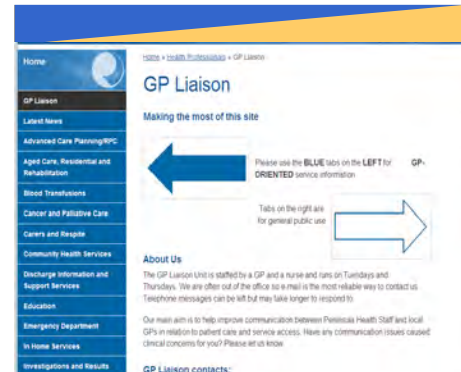 Home
GP Liaison
Latest News
Advanced Care Planning/RPC
Aged Care, Residential and
Rehabilitation
Blood Transfusions
Cancer and Palliative Care
Carers and Respite
Community Health Services
Discharge Information and
Support Services
Education
Emergency Department
In Home Services
Investigations and Results
Home » Health Professionals » GP Liaison
GP Liaison
Making the most of this site
Please use the BLUE tabs on the LEFT for GP-
ORIENTED service information
Tabs on the right are
for general public use
About Us
The GP Liaison Unit is staffed by a GP and a nurse and runs on Tuesdays and
Thursdays. We are often out of the office so e-mail is the most reliable way to contact us.
Telephone messages can be left but may take longer to respond to.
Our main aim is to help improve communication between Peninsula Health Staff and local
GPs in relation to patient care and service access. Have any communication issues caused
clinical concerns for you? Please let us know.
GP Liaison contacts: